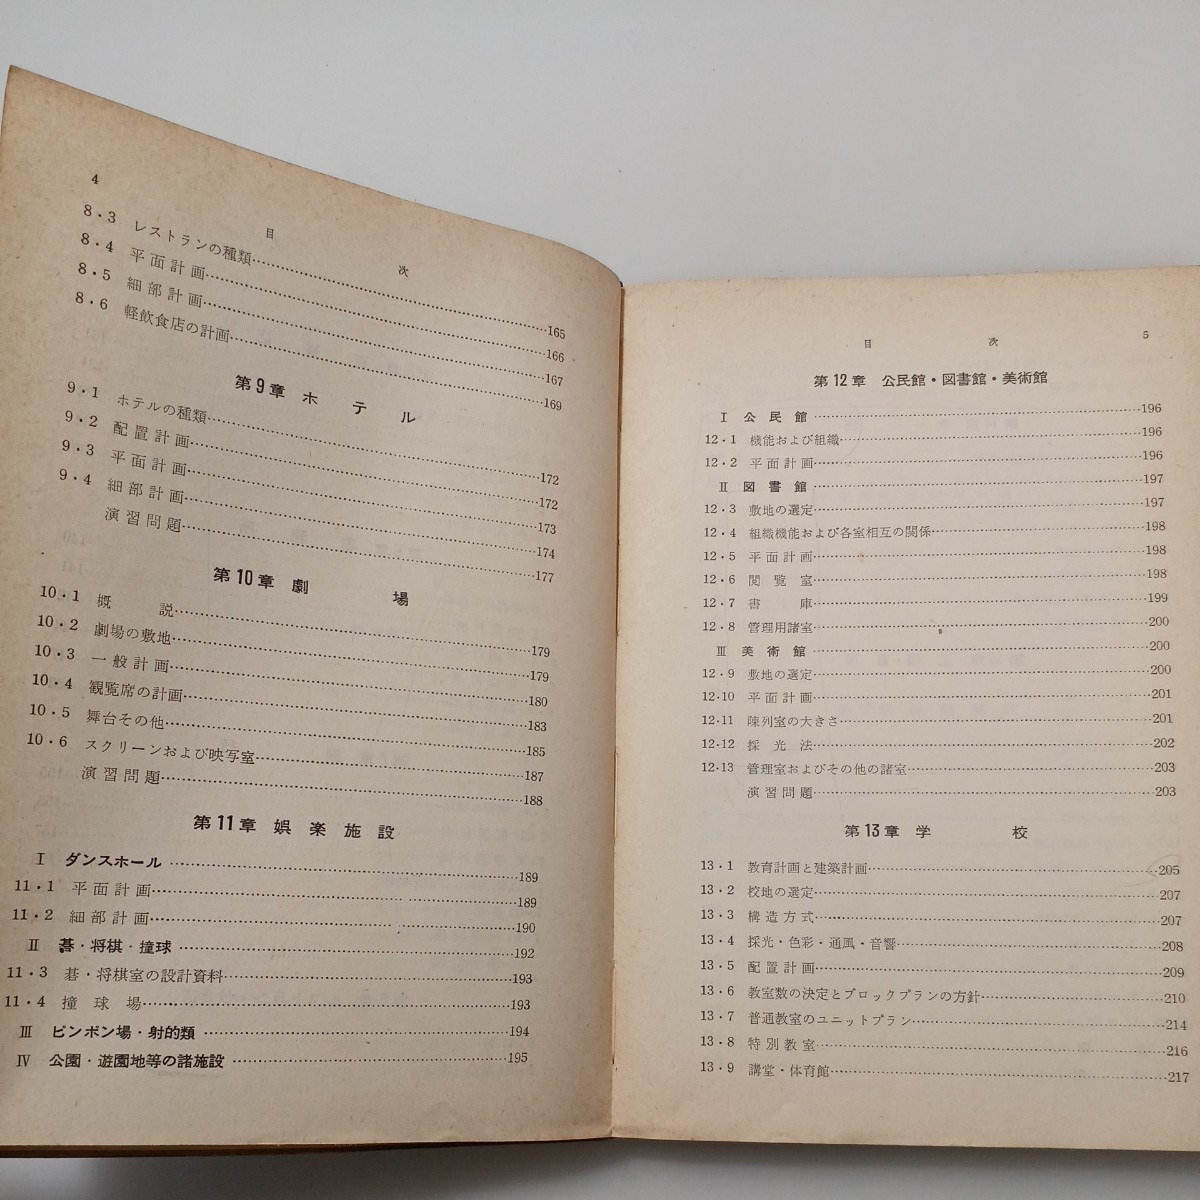 4
目 次
8・3 レストランの種類……165
8・4 平面計画……166
8・5 細部計画……167
8・6 軽飲食店の計画……169
第9章 ホテル
9・1 ホテルの種類……172
9・2 配置計画……172
9・3 平面計画……173
9・4 細部計画……174
演習問題……177
第10章 劇場
10・1 概説……179
10・2 劇場の敷地……179
10・3 一般計画……180
10・4 観覧席の計画……183
10・5 舞台その他……185
10・6 スクリーンおよび映写室……187
演習問題……188
第11章 娯楽施設
Ⅰ ダンスホール……189
11・1 平面計画……189
11・2 細部計画……190
Ⅱ 碁・将棋・撞球……192
11・3 碁・将棋室の設計資料……193
11・4 撞球場……193
Ⅲ ピンポン場・射的類……194
Ⅳ 公園・遊園地等の諸施設……195
目 次 5
第12章 公民館・図書館・美術館
Ⅰ 公民館……196
12・1 機能および組織……196
12・2 平面計画……196
Ⅱ 図書館……197
12・3 敷地の選定……197
12・4 組織機能および各室相互の関係……198
12・5 平面計画……198
12・6 閲覧室……198
12・7 書庫……199
12・8 管理用諸室……200
Ⅲ 美術館……200
12・9 敷地の選定……200
12・10 平面計画……201
12・11 陳列室の大きさ……201
12・12 採光法……202
12・13 管理室およびその他の諸室……203
演習問題……203
第13章 学校
13・1 教育計画と建築計画……205
13・2 校地の選定……207
13・3 構造方式……207
13・4 採光・色彩・通風・音響……208
13・5 配置計画……209
13・6 教室数の決定とブロックプランの方針……210
13・7 普通教室のユニットプラン……214
13・8 特別教室……216
13・9 講堂・体育館……217